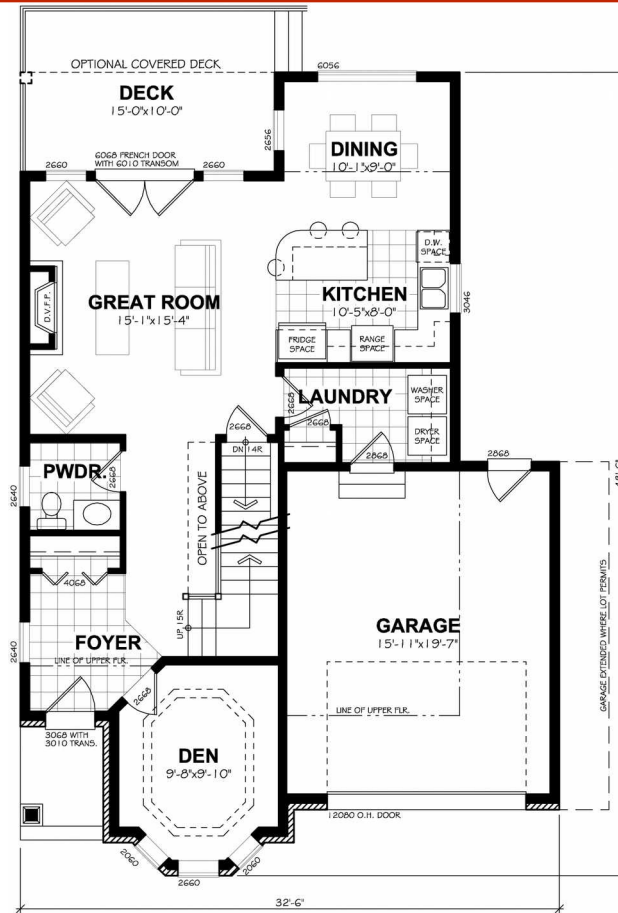 OPTIONAL COVERED DECK
6056
DECK
15'-0"x10'-0"
2656
DINING
10'-1"x9'-0"
6068 FRENCH DOOR
WITH 6010 TRANSOM
2660
2660
D.W.
SPACE
GREAT ROOM
15'-1"x15'-4"
D.V.F.P.
KITCHEN
10'-5"x8'-0"
3046
FRIDGE
SPACE
RANGE
SPACE
LAUNDRY
2668
2668
WASHER
SPACE
DRYER
SPACE
2668
DN 14R
2868
2868
PWDR.
2668
2640
OPEN TO ABOVE
4068
UP 15R
FOYER
LINE OF UPPER FLR.
2640
2668
3068 WITH
3010 TRANS.
GARAGE
15'-11"x19'-7"
LINE OF UPPER FLR.
GARAGE EXTENDED WHERE LOT PERMITS
DEN
9'-8"x9'-10"
12080 O.H. DOOR
2060
2660
2060
32'-6"